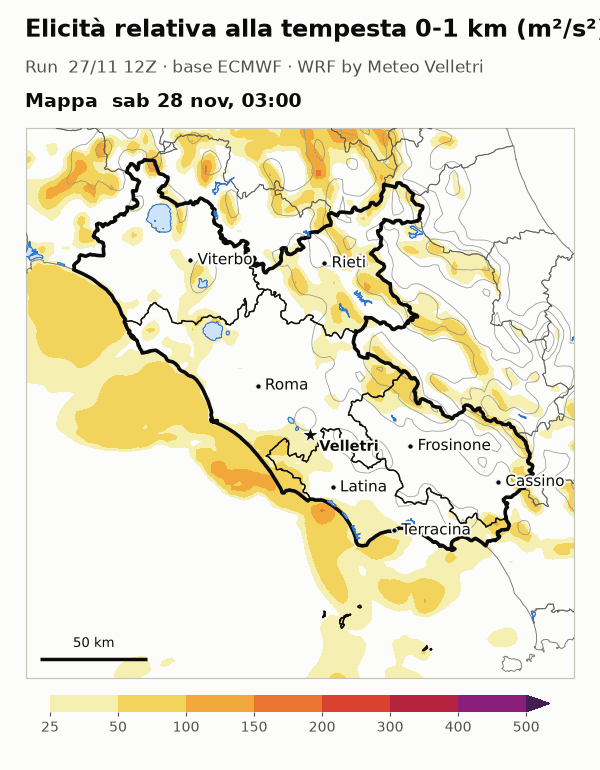 Elicità relativa alla tempesta 0-1 km (m²/s²)
Run  27/11 12Z · base ECMWF · WRF by Meteo Velletri
Mappa  sab 28 nov, 03:00
Viterbo
Rieti
Roma
Velletri
Frosinone
Latina
Cassino
Terracina
50 km
25 50 100 150 200 300 400 500